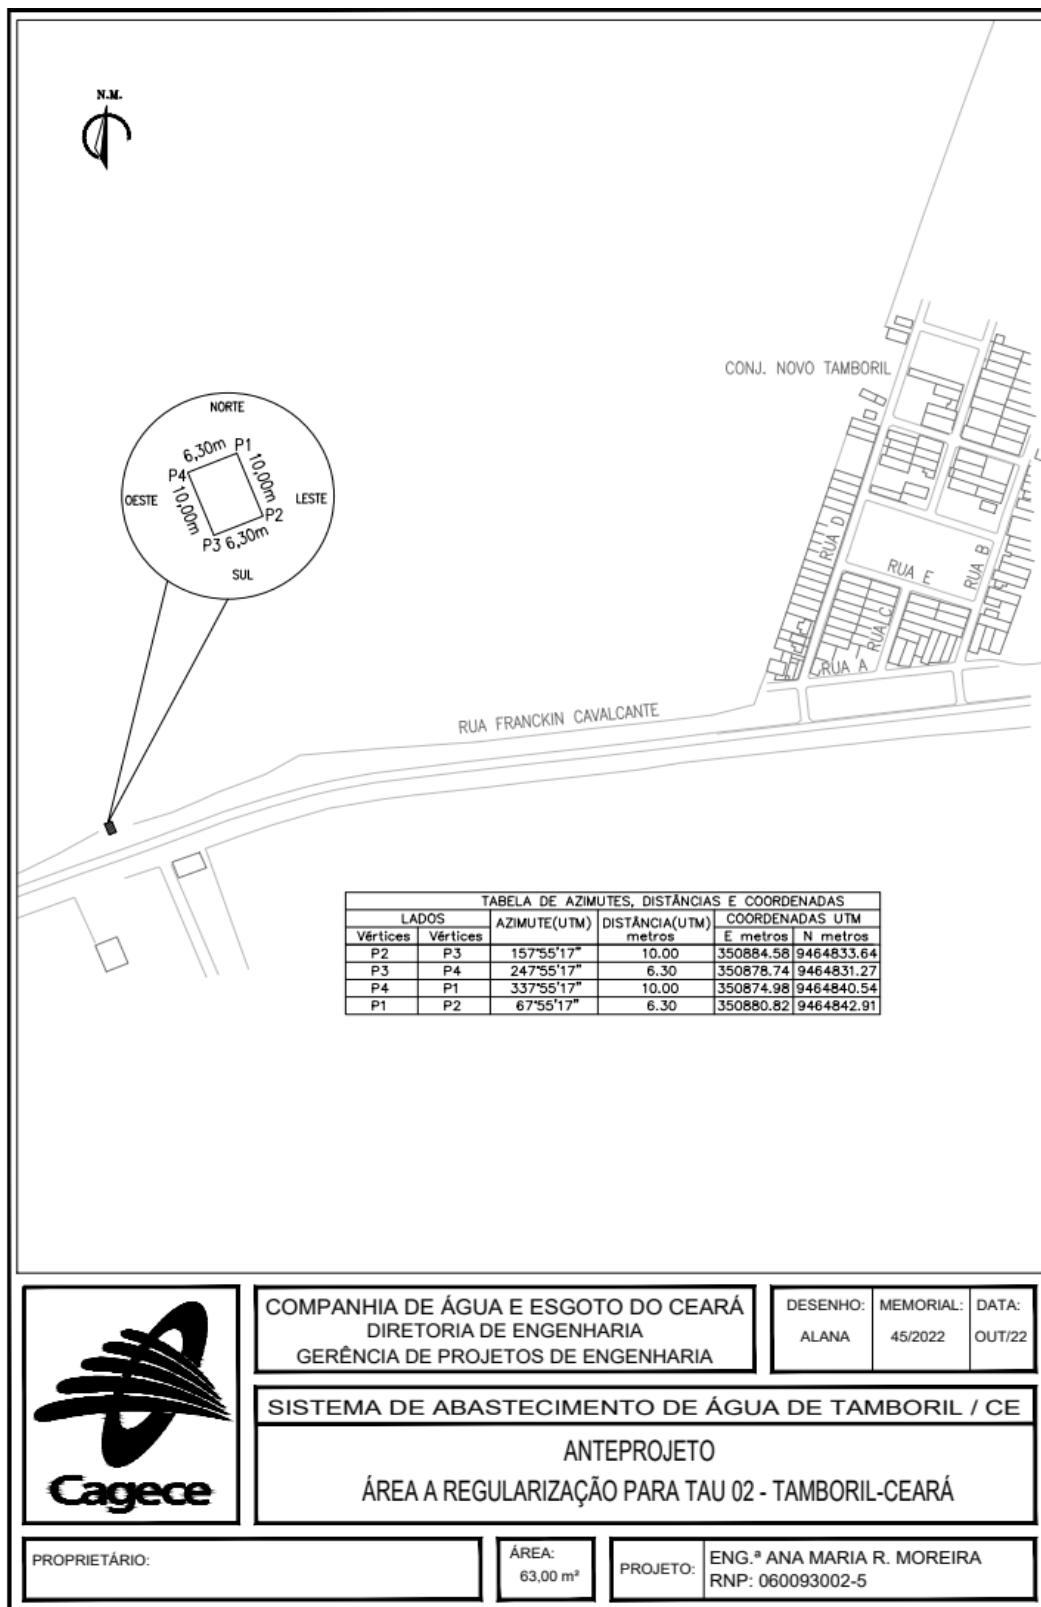 N.M.
CONJ. NOVO TAMBORIL
NORTE
6,30m P1
P4
10,00m
OESTE
10,00m
LESTE
P2
P3 6,30m
SUL
RUA D
RUA E
RUA B
RUA C
RUA A
RUA FRANCKIN CAVALCANTE
TABELA DE AZIMUTES, DISTÂNCIAS E COORDENADAS
LADOS AZIMUTE(UTM) DISTÂNCIA(UTM) metros COORDENADAS UTM
Vértices Vértices E metros N metros
P2 P3 157°55'17" 10.00 350884.58 9464833.64
P3 P4 247°55'17" 6.30 350878.74 9464831.27
P4 P1 337°55'17" 10.00 350874.98 9464840.54
P1 P2 67°55'17" 6.30 350880.82 9464842.91
Cagece
COMPANHIA DE ÁGUA E ESGOTO DO CEARÁ
DIRETORIA DE ENGENHARIA
GERÊNCIA DE PROJETOS DE ENGENHARIA
DESENHO: MEMORIAL: DATA:
ALANA 45/2022 OUT/22
SISTEMA DE ABASTECIMENTO DE ÁGUA DE TAMBORIL / CE
ANTEPROJETO
ÁREA A REGULARIZAÇÃO PARA TAU 02 - TAMBORIL-CEARÁ
PROPRIETÁRIO:
ÁREA:
63,00 m²
PROJETO:
ENG.ª ANA MARIA R. MOREIRA
RNP: 060093002-5